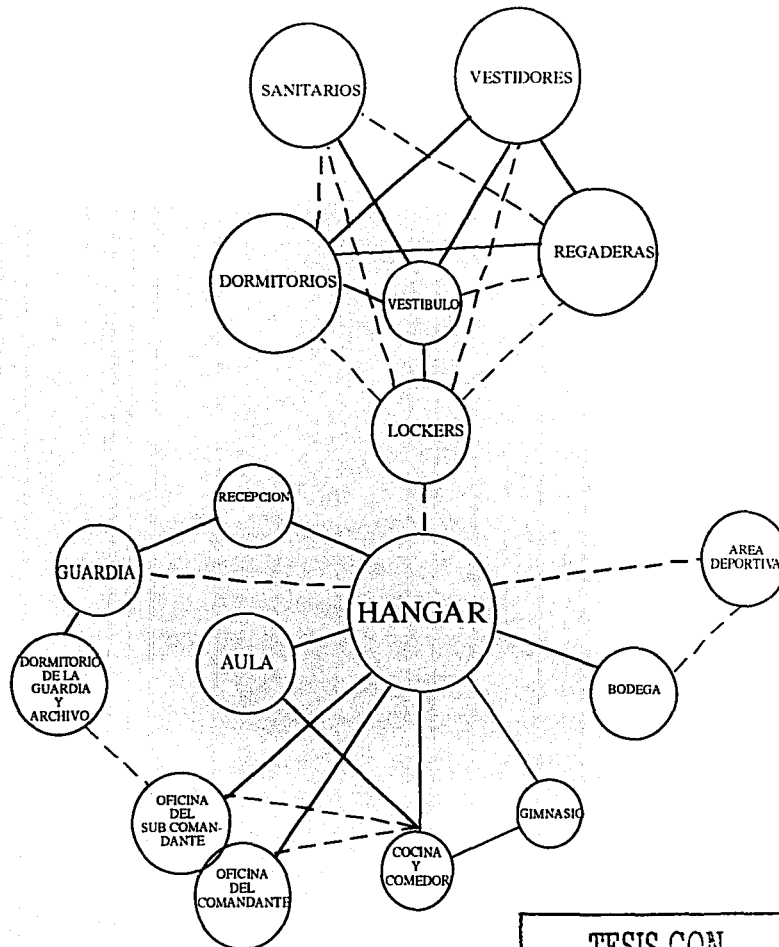 SANITARIOS
VESTIDORES
DORMITORIOS
VESTIBULO
REGADERAS
LOCKERS
RECEPCION
GUARDIA
HANGAR
AREA
DEPORTIVA
AULA
DORMITORIO
DE LA
GUARDIA
Y
ARCHIVO
BODEGA
OFICINA
DEL
SUB COMAN-
DANTE
GIMNASIO
COCINA
Y
COMEDOR
OFICINA
DEL
COMANDANTE
TESIS CON